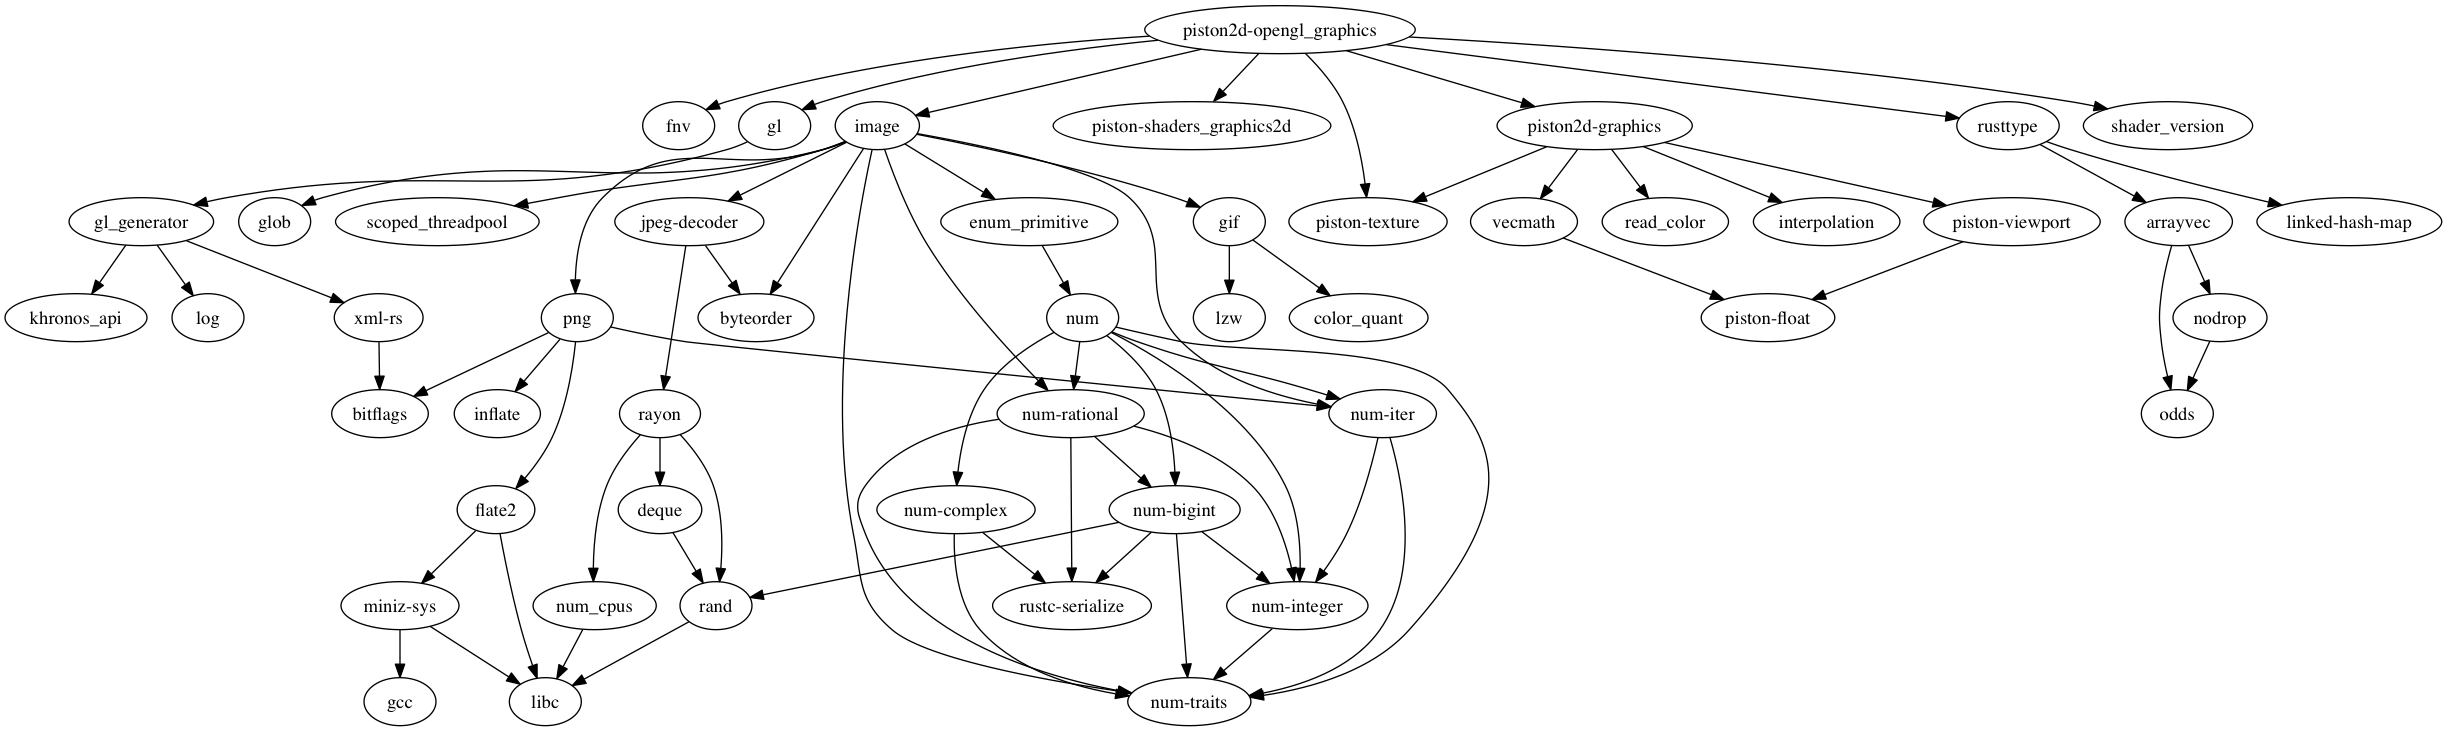 piston2d-opengl_graphics
fnv
gl
image
piston-shaders_graphics2d
piston2d-graphics
rusttype
shader_version
gl_generator
glob
scoped_threadpool
jpeg-decoder
enum_primitive
gif
piston-texture
vecmath
read_color
interpolation
piston-viewport
arrayvec
linked-hash-map
khronos_api
log
xml-rs
png
byteorder
num
lzw
color_quant
piston-float
nodrop
bitflags
inflate
rayon
num-rational
num-iter
odds
flate2
deque
num-complex
num-bigint
miniz-sys
num_cpus
rand
rustc-serialize
num-integer
gcc
libc
num-traits